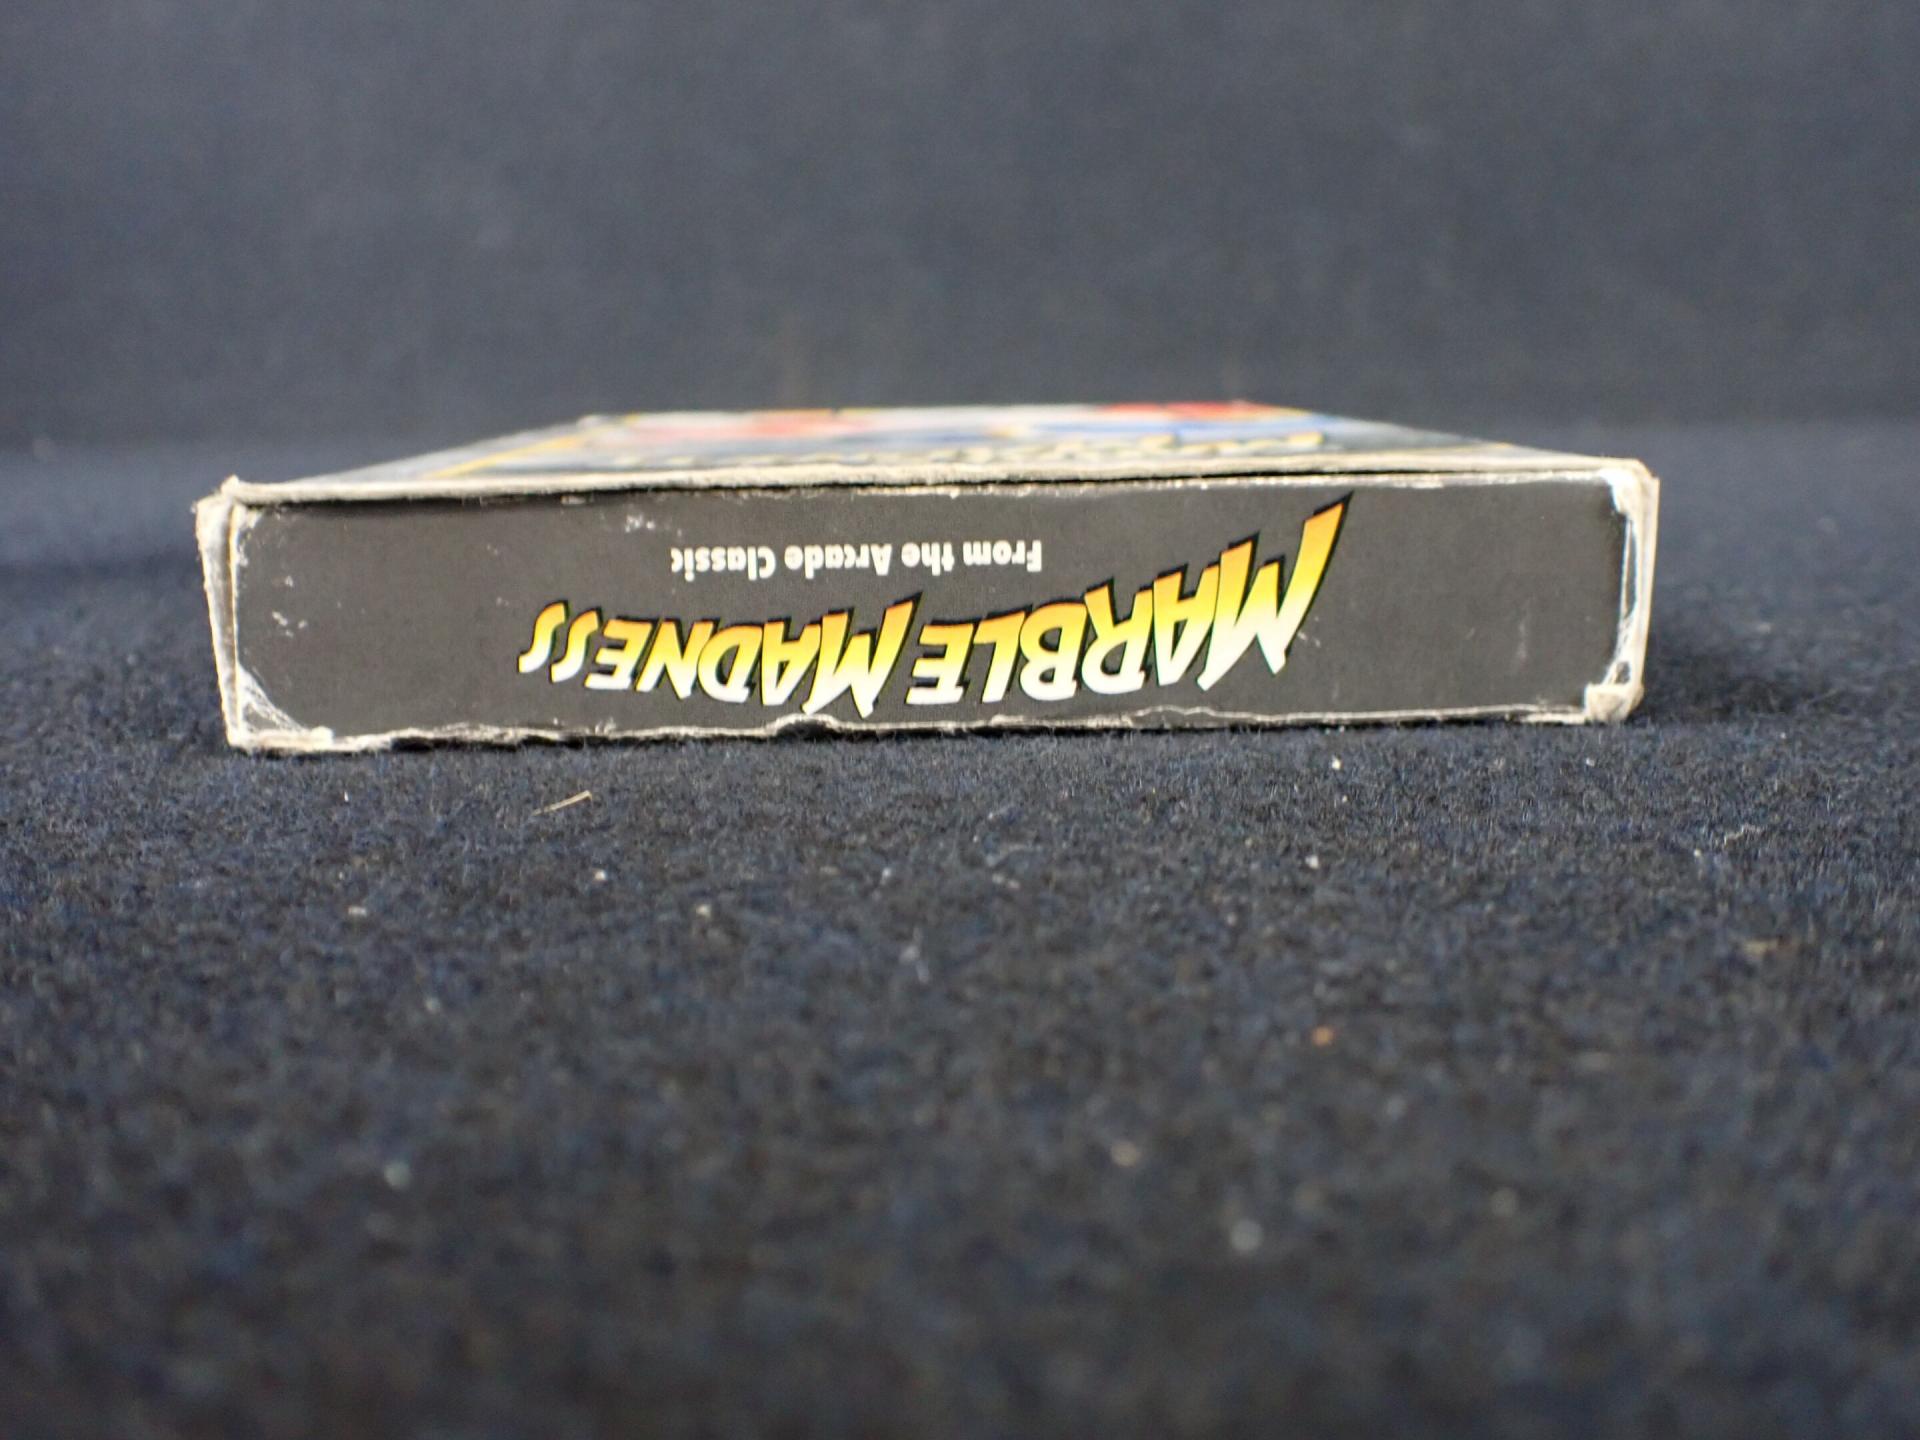 MARBLE MADNESS
From the Arcade Classic